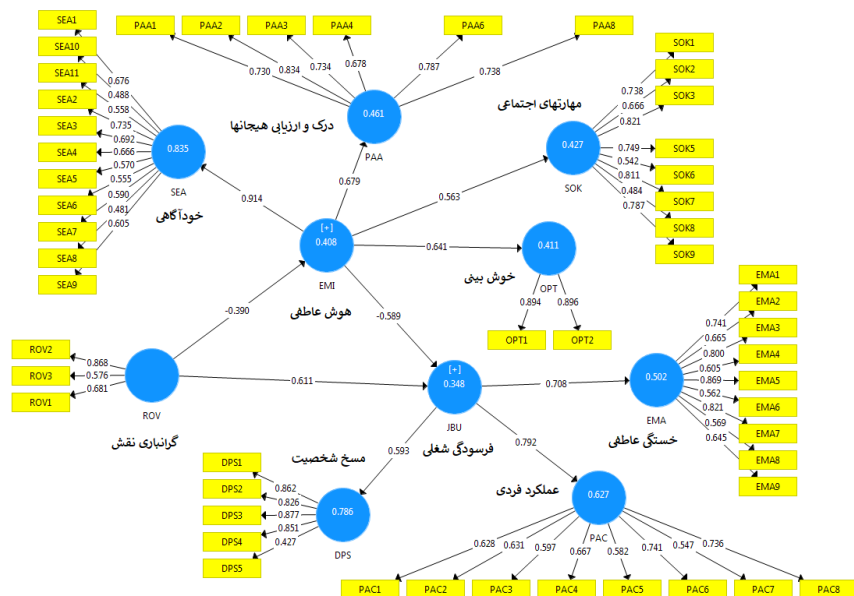 SEA1
SEA10
SEA11
SEA2
SEA3
SEA4
SEA5
SEA6
SEA7
SEA8
SEA9
0.676
0.488
0.558
0.735
0.692
0.666
0.570
0.555
0.590
0.481
0.605
0.835
SEA
خودآگاهی
PAA1
PAA2
PAA3
PAA4
PAA6
PAA8
0.730
0.834
0.734
0.678
0.787
0.738
0.461
PAA
درک و ارزیابی هیجانها
مهارتهای اجتماعی
SOK1
SOK2
SOK3
SOK5
SOK6
SOK7
SOK8
SOK9
0.738
0.666
0.821
0.749
0.542
0.811
0.484
0.787
0.427
SOK
0.914
0.679
0.563
0.641
[+]
0.408
EMI
هوش عاطفی
0.411
OPT
خوش بینی
0.894
0.896
OPT1
OPT2
-0.390
-0.589
ROV2
ROV3
ROV1
0.868
0.576
0.681
ROV
گرانباری نقش
0.611
[+]
0.348
JBU
فرسودگی شغلی
0.708
0.502
EMA
خستگی عاطفی
EMA1
EMA2
EMA3
EMA4
EMA5
EMA6
EMA7
EMA8
EMA9
0.741
0.665
0.800
0.605
0.869
0.562
0.821
0.569
0.645
0.593
0.792
مسخ شخصیت
DPS1
DPS2
DPS3
DPS4
DPS5
0.862
0.826
0.877
0.851
0.427
0.786
DPS
عملکرد فردی
0.627
PAC
0.628
0.631
0.597
0.667
0.582
0.741
0.547
0.736
PAC1
PAC2
PAC3
PAC4
PAC5
PAC6
PAC7
PAC8